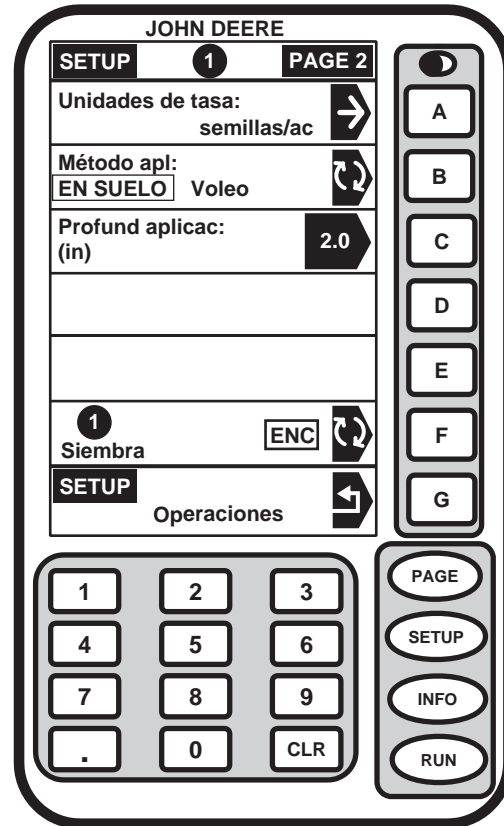 JOHN DEERE
SETUP 1 PAGE 2
Unidades de tasa:
semillas/ac
Método apl:
EN SUELO Voleo
Profund aplicac:
(in) 2.0
1
Siembra ENC
SETUP
Operaciones
A
B
C
D
E
F
G
1 2 3
4 5 6
7 8 9
. 0 CLR
PAGE
SETUP
INFO
RUN